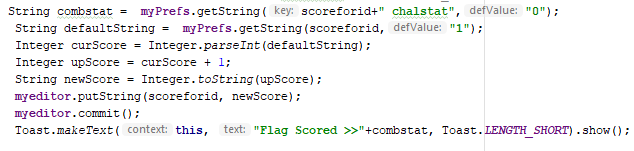 String combstat =  myPrefs.getString( key: scoreforid+" chalstat", defValue: "0");
String defaultString =  myPrefs.getString(scoreforid, defValue: "1");
Integer curScore = Integer.parseInt(defaultString);
Integer upScore = curScore + 1;
String newScore = Integer.toString(upScore);
myeditor.putString(scoreforid, newScore);
myeditor.commit();
Toast.makeText( context: this, text: "Flag Scored >>"+combstat, Toast.LENGTH_SHORT).show();